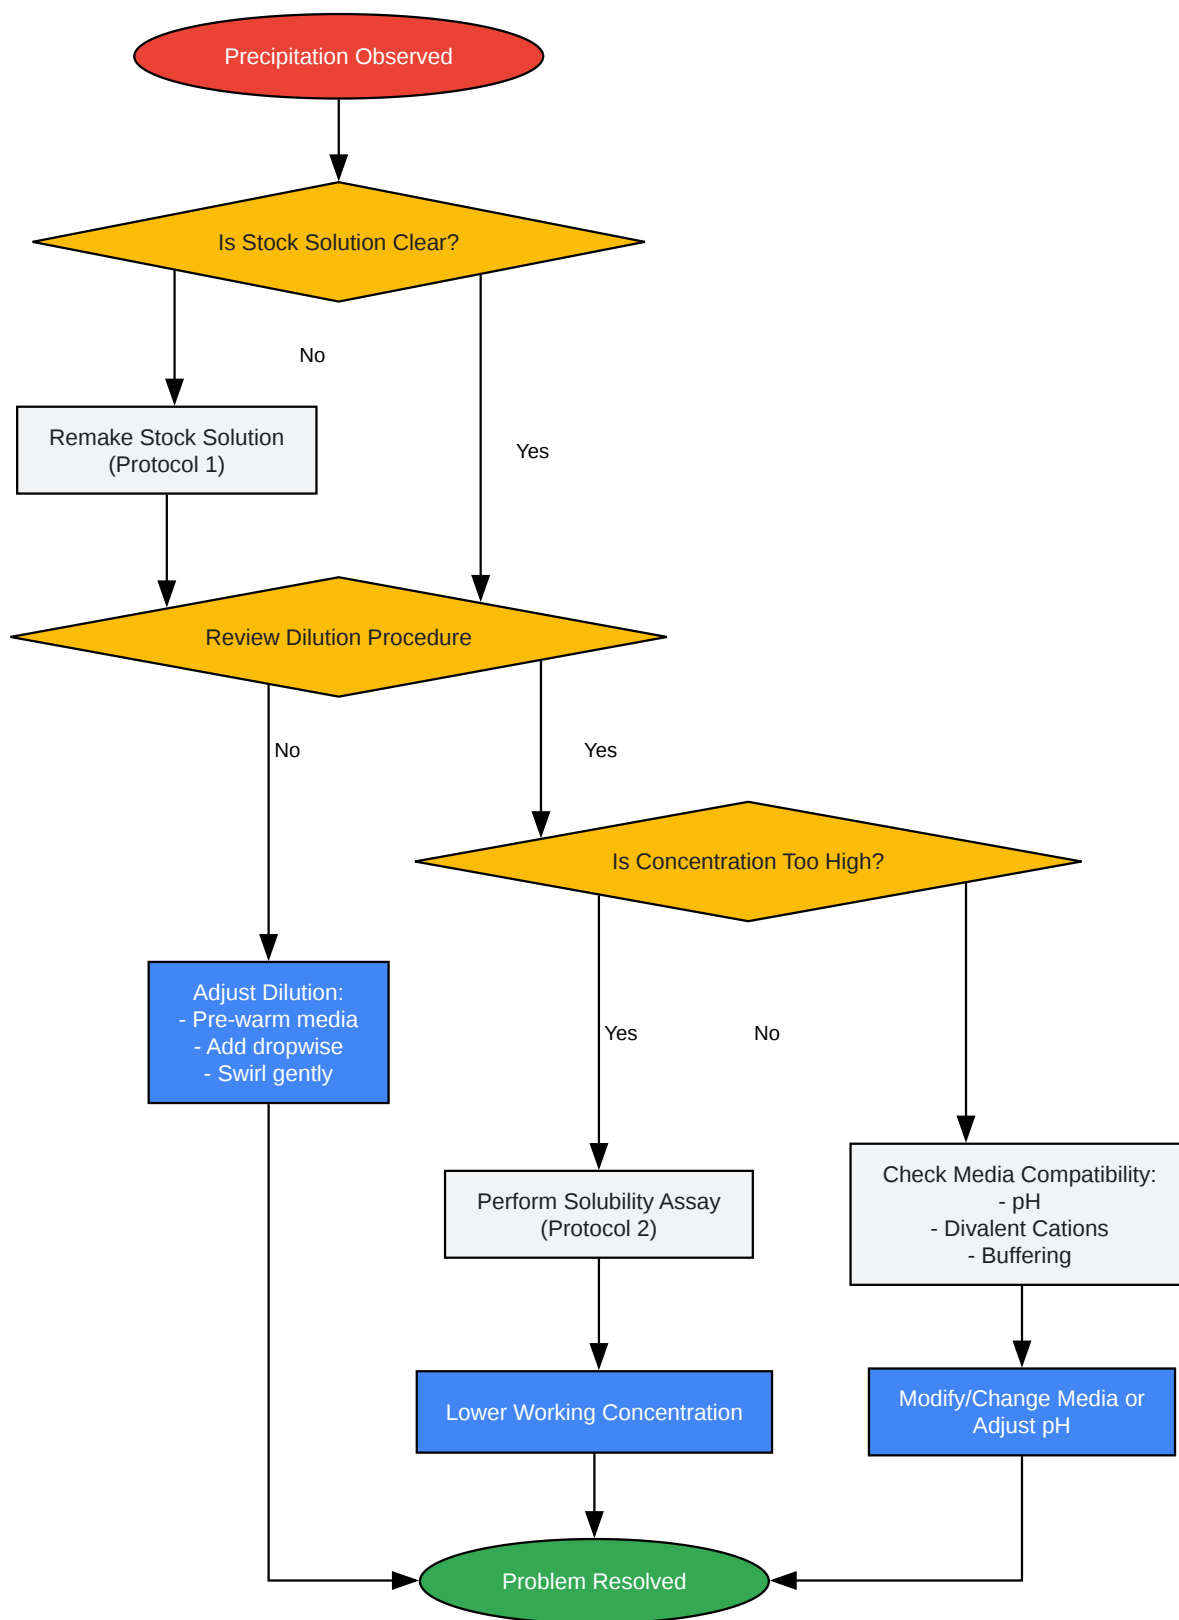 Precipitation Observed
Is Stock Solution Clear?
No
Remake Stock Solution
(Protocol 1)
Yes
Review Dilution Procedure
No
Yes
Is Concentration Too High?
Adjust Dilution:
- Pre-warm media
- Add dropwise
- Swirl gently
Yes
No
Check Media Compatibility:
- pH
- Divalent Cations
- Buffering
Perform Solubility Assay
(Protocol 2)
Lower Working Concentration
Modify/Change Media or
Adjust pH
Problem Resolved